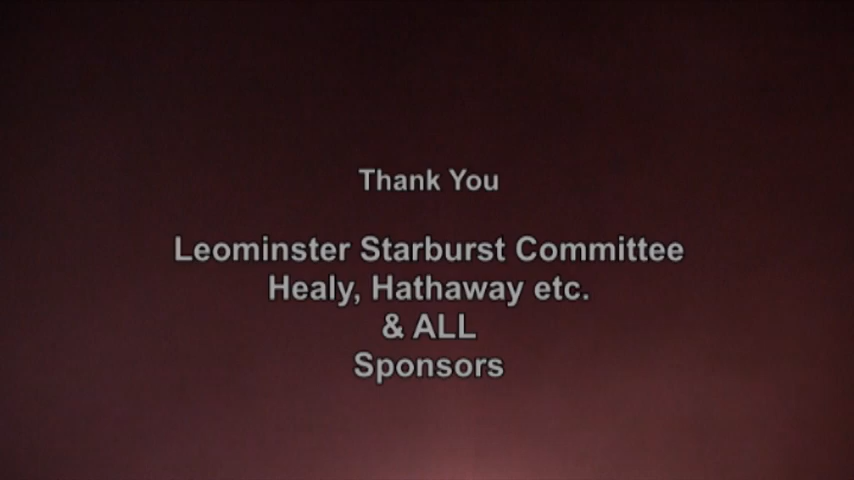 Thank You
Leominster Starburst Committee
Healy, Hathaway etc.
& ALL
Sponsors